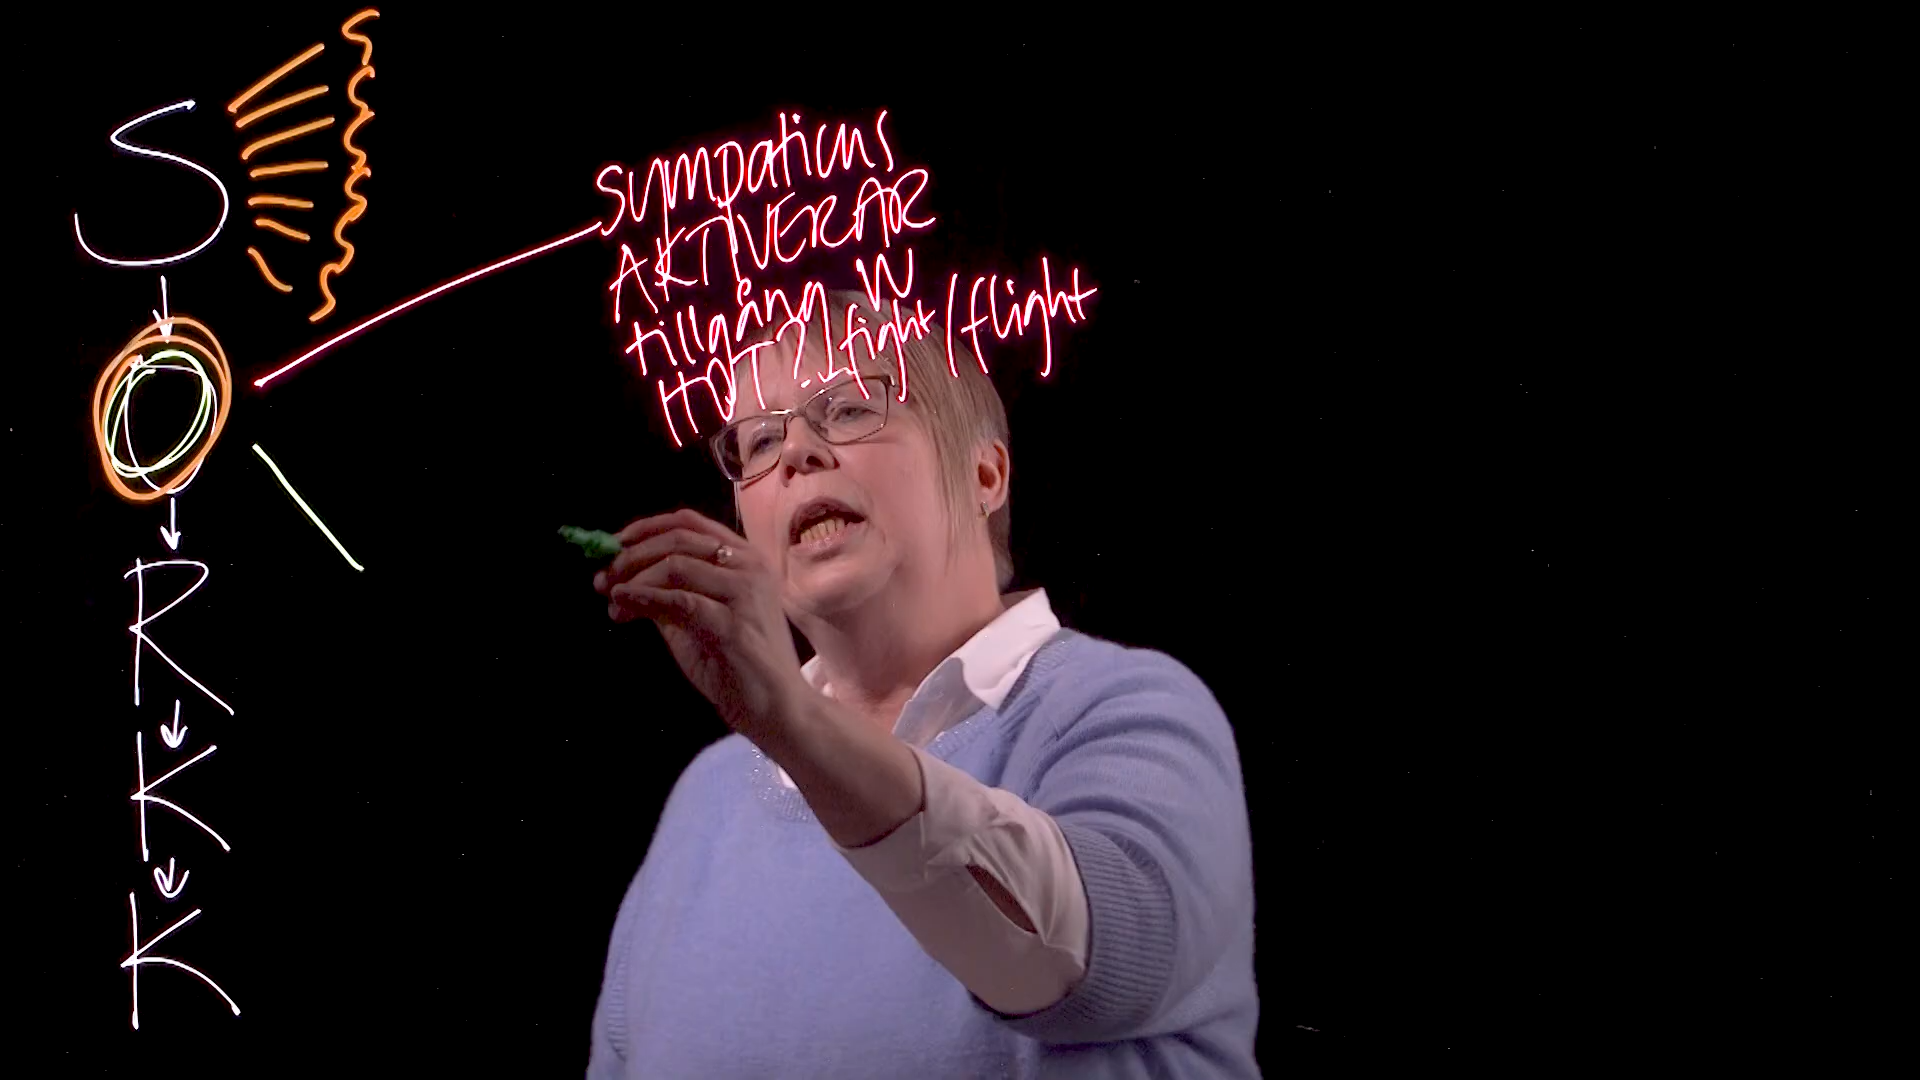 S
O
R
K
K
sympaticus
AKTIVERAR
tillgång N
HOT? fight/flight